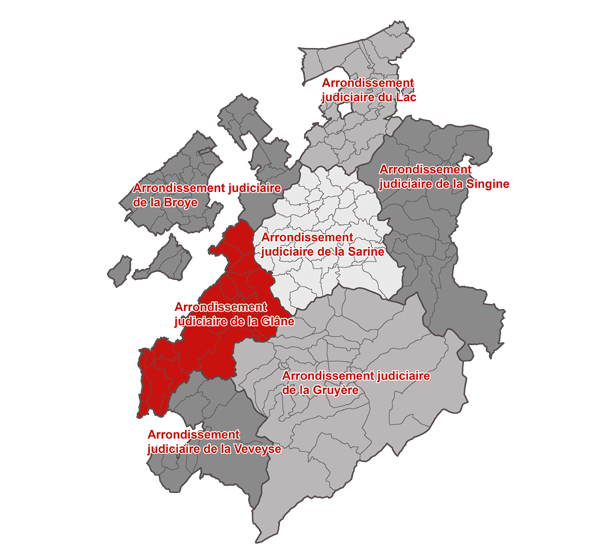 Arrondissement
judiciaire du Lac
Arrondissement
judiciaire de la Singine
Arrondissement judiciaire
de la Broye
Arrondissement
judiciaire de la Sarine
Arrondissement
judiciaire de la Glâne
Arrondissement judiciaire
de la Gruyère
Arrondissement
judiciaire de la Veveyse